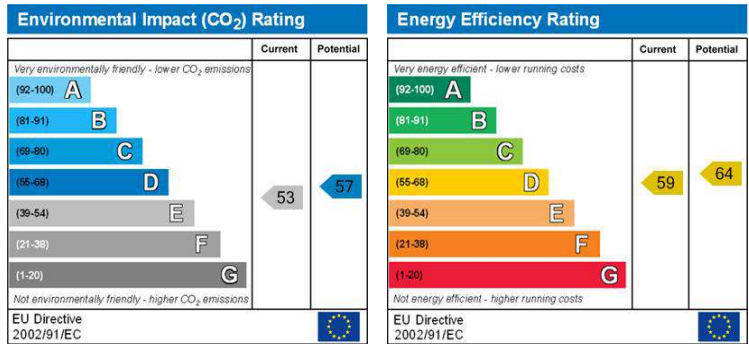 Environmental Impact (CO₂) Rating
Current Potential
Very environmentally friendly - lower CO₂ emissions
(92-100) A
(81-91) B
(69-80) C
(55-68) D
(39-54) E
(21-38) F
(1-20) G
53
57
Not environmentally friendly - higher CO₂ emissions
EU Directive
2002/91/EC
Energy Efficiency Rating
Current Potential
Very energy efficient - lower running costs
(92-100) A
(81-91) B
(69-80) C
(55-68) D
(39-54) E
(21-38) F
(1-20) G
59
64
Not energy efficient - higher running costs
EU Directive
2002/91/EC